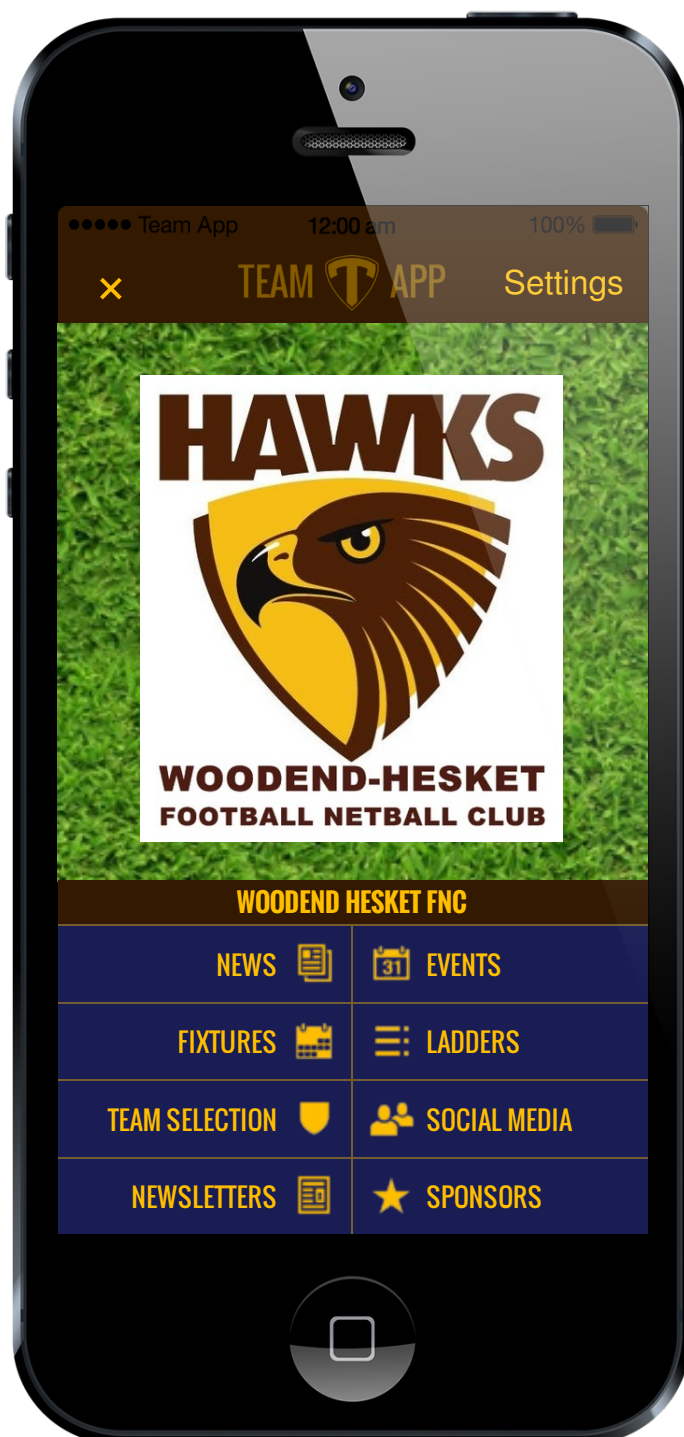 Team App 12:00 am 100%
× TEAM T APP Settings
HAWKS
WOODEND-HESKET
FOOTBALL NETBALL CLUB
WOODEND HESKET FNC
NEWS 31 EVENTS
FIXTURES LADDERS
TEAM SELECTION SOCIAL MEDIA
NEWSLETTERS SPONSORS